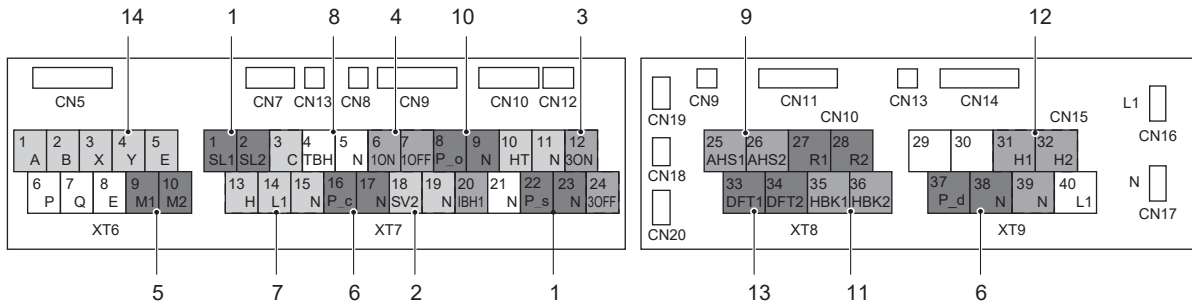 14 1 8 4 10 3 9 12
CN5 CN7 CN13 CN8 CN9 CN10 CN12
CN19 CN9 CN11 CN13 CN14 L1 CN16
CN10 CN15
1 A 2 B 3 X 4 Y 5 E
1 SL1 2 SL2 3 C 4 TBH 5 N 6 1ON 7 1OFF 8 P_o 9 N 10 HT 11 N 12 3ON
CN18
25 AHS1 26 AHS2 27 R1 28 R2
29 30 31 H1 32 H2
6 P 7 Q 8 E 9 M1 10 M2
13 H 14 L1 15 N 16 P_c 17 N 18 SV2 19 N 20 IBH1 21 N 22 P_s 23 N 24 3OFF
CN20
33 DFT1 34 DFT2 35 HBK1 36 HBK2
37 P_d 38 N 39 N 40 L1
N CN17
XT6 XT7 XT8 XT9
5 7 6 2 1 13 11 6